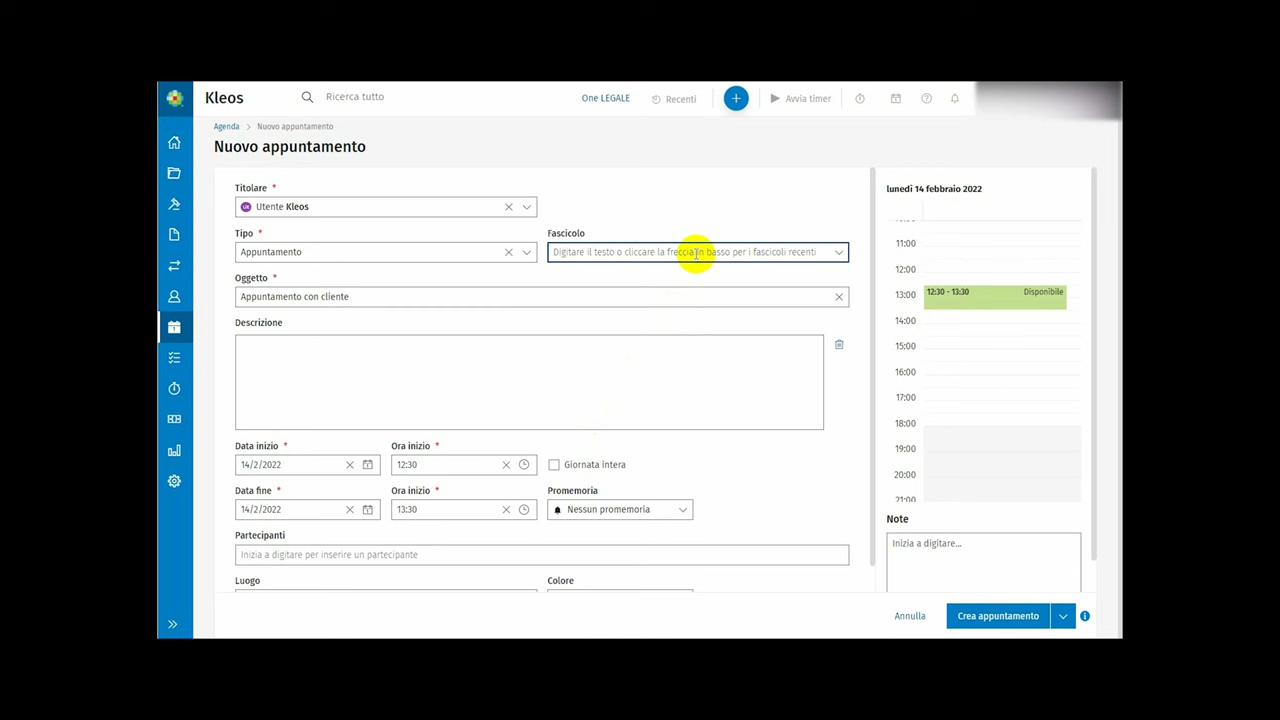 Kleos
Ricerca tutto
One LEGALE
Recenti
Avvia timer
Agenda > Nuovo appuntamento
Nuovo appuntamento
Titolare *
UK Utente Kleos
Tipo *
Appuntamento
Fascicolo
Digitare il testo o cliccare la freccia in basso per i fascicoli recenti
Oggetto *
Appuntamento con cliente
Descrizione
Data inizio *
14/2/2022
Ora inizio *
12:30
Giornata intera
Data fine *
14/2/2022
Ora inizio *
13:30
Promemoria
Nessun promemoria
Partecipanti
Inizia a digitare per inserire un partecipante
Luogo
Colore
lunedì 14 febbraio 2022
11:00
12:00
13:00
12:30 - 13:30 Disponibile
14:00
15:00
16:00
17:00
18:00
19:00
20:00
21:00
Note
Inizia a digitare...
Annulla
Crea appuntamento